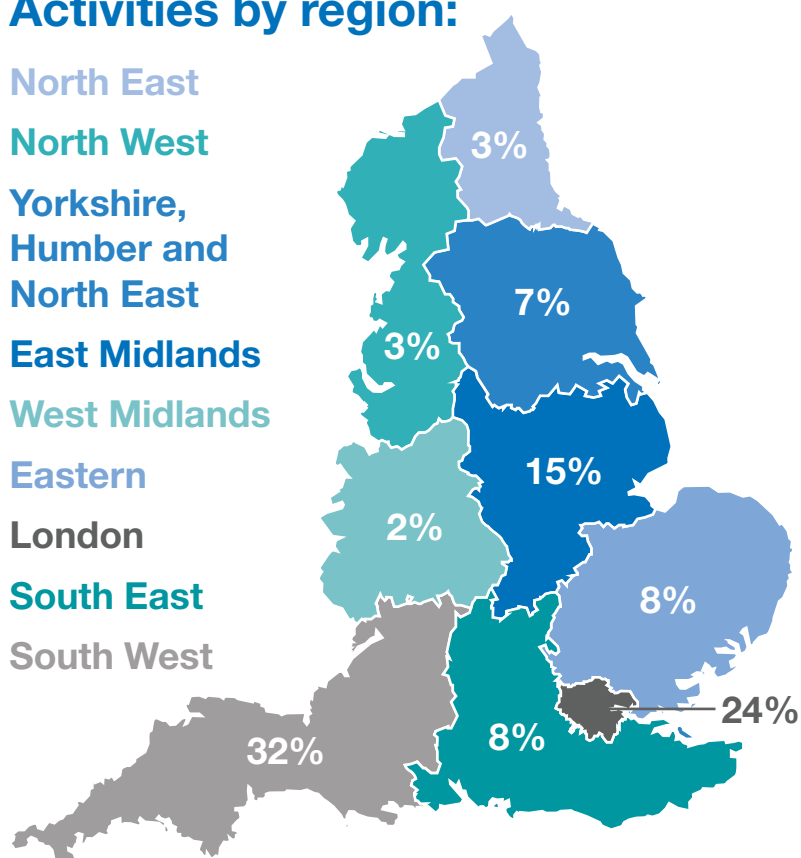 Activities by region:
North East
North West
Yorkshire,
Humber and
North East
East Midlands
West Midlands
Eastern
London
South East
South West
3%
7%
3%
15%
2%
8%
24%
8%
32%